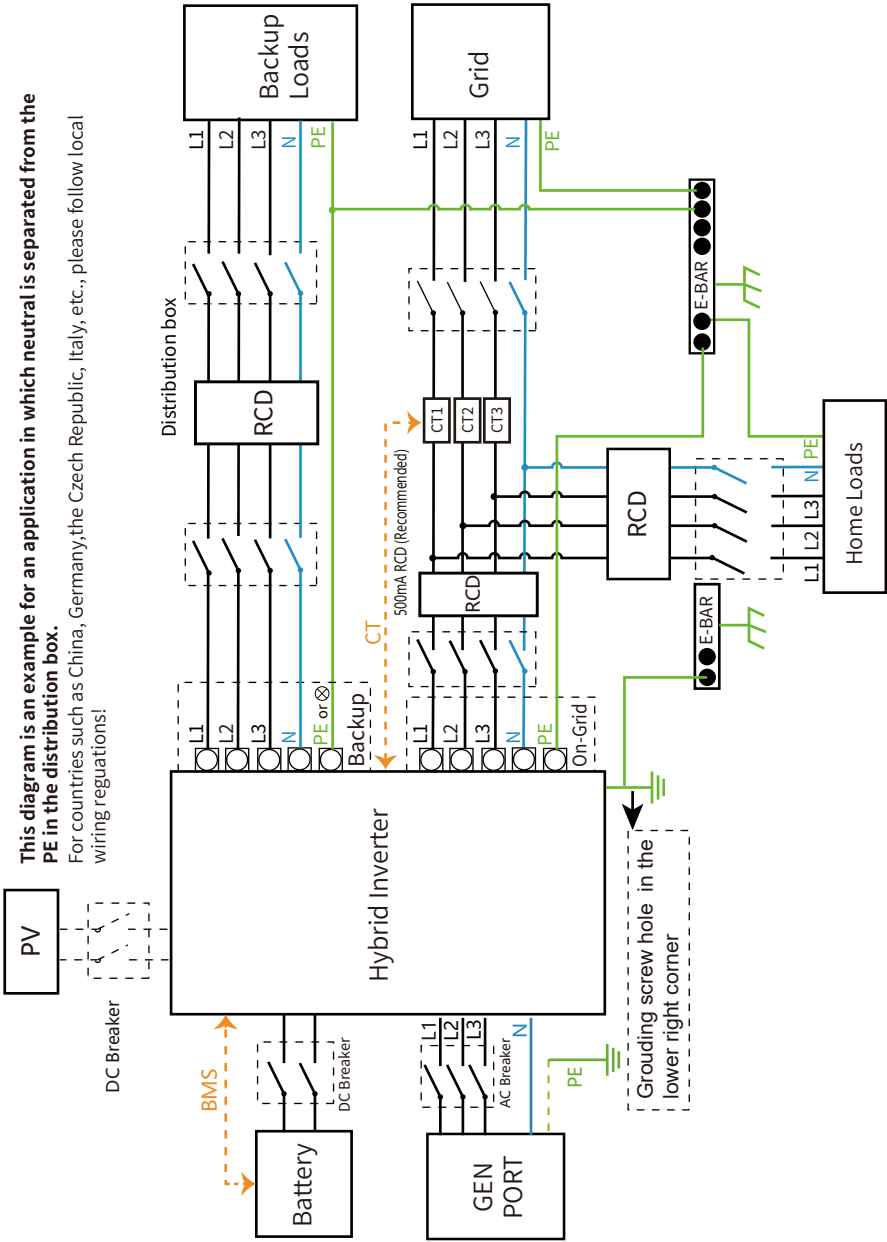 This diagram is an example for an application in which neutral is separated from the
PE in the distribution box.
For countries such as China, Germany,the Czech Republic, Italy, etc., please follow local
wiring reguations!
PV
DC Breaker
Distribution box
Backup
Loads
L1
L2
L3
N
PE
RCD
L1
L2
L3
N
PE or
Backup
Grid
L1
L2
L3
N
PE
CT1
CT2
CT3
CT
500mA RCD (Recommended)
RCD
L1
L2
L3
N
PE
On-Grid
Hybrid Inverter
BMS
Battery
DC Breaker
GEN
PORT
L1
L2
L3
N
AC Breaker
PE
Grouding screw hole in the
lower right corner
E-BAR
E-BAR
RCD
L1
L2
L3
N
PE
Home Loads